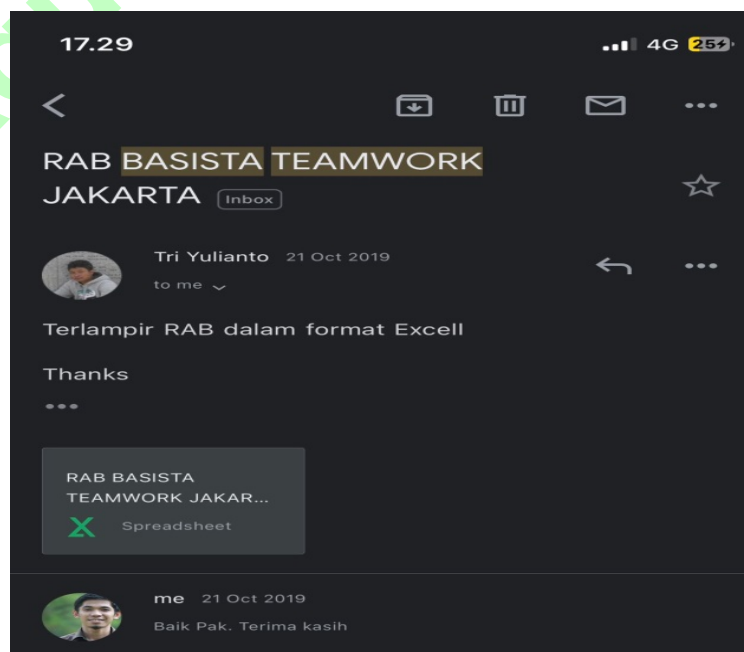 17.29
4G 25
RAB BASISTA TEAMWORK
JAKARTA Inbox
Tri Yulianto 21 Oct 2019
to me
Terlampir RAB dalam format Excell
Thanks
RAB BASISTA
TEAMWORK JAKAR...
Spreadsheet
me 21 Oct 2019
Baik Pak. Terima kasih